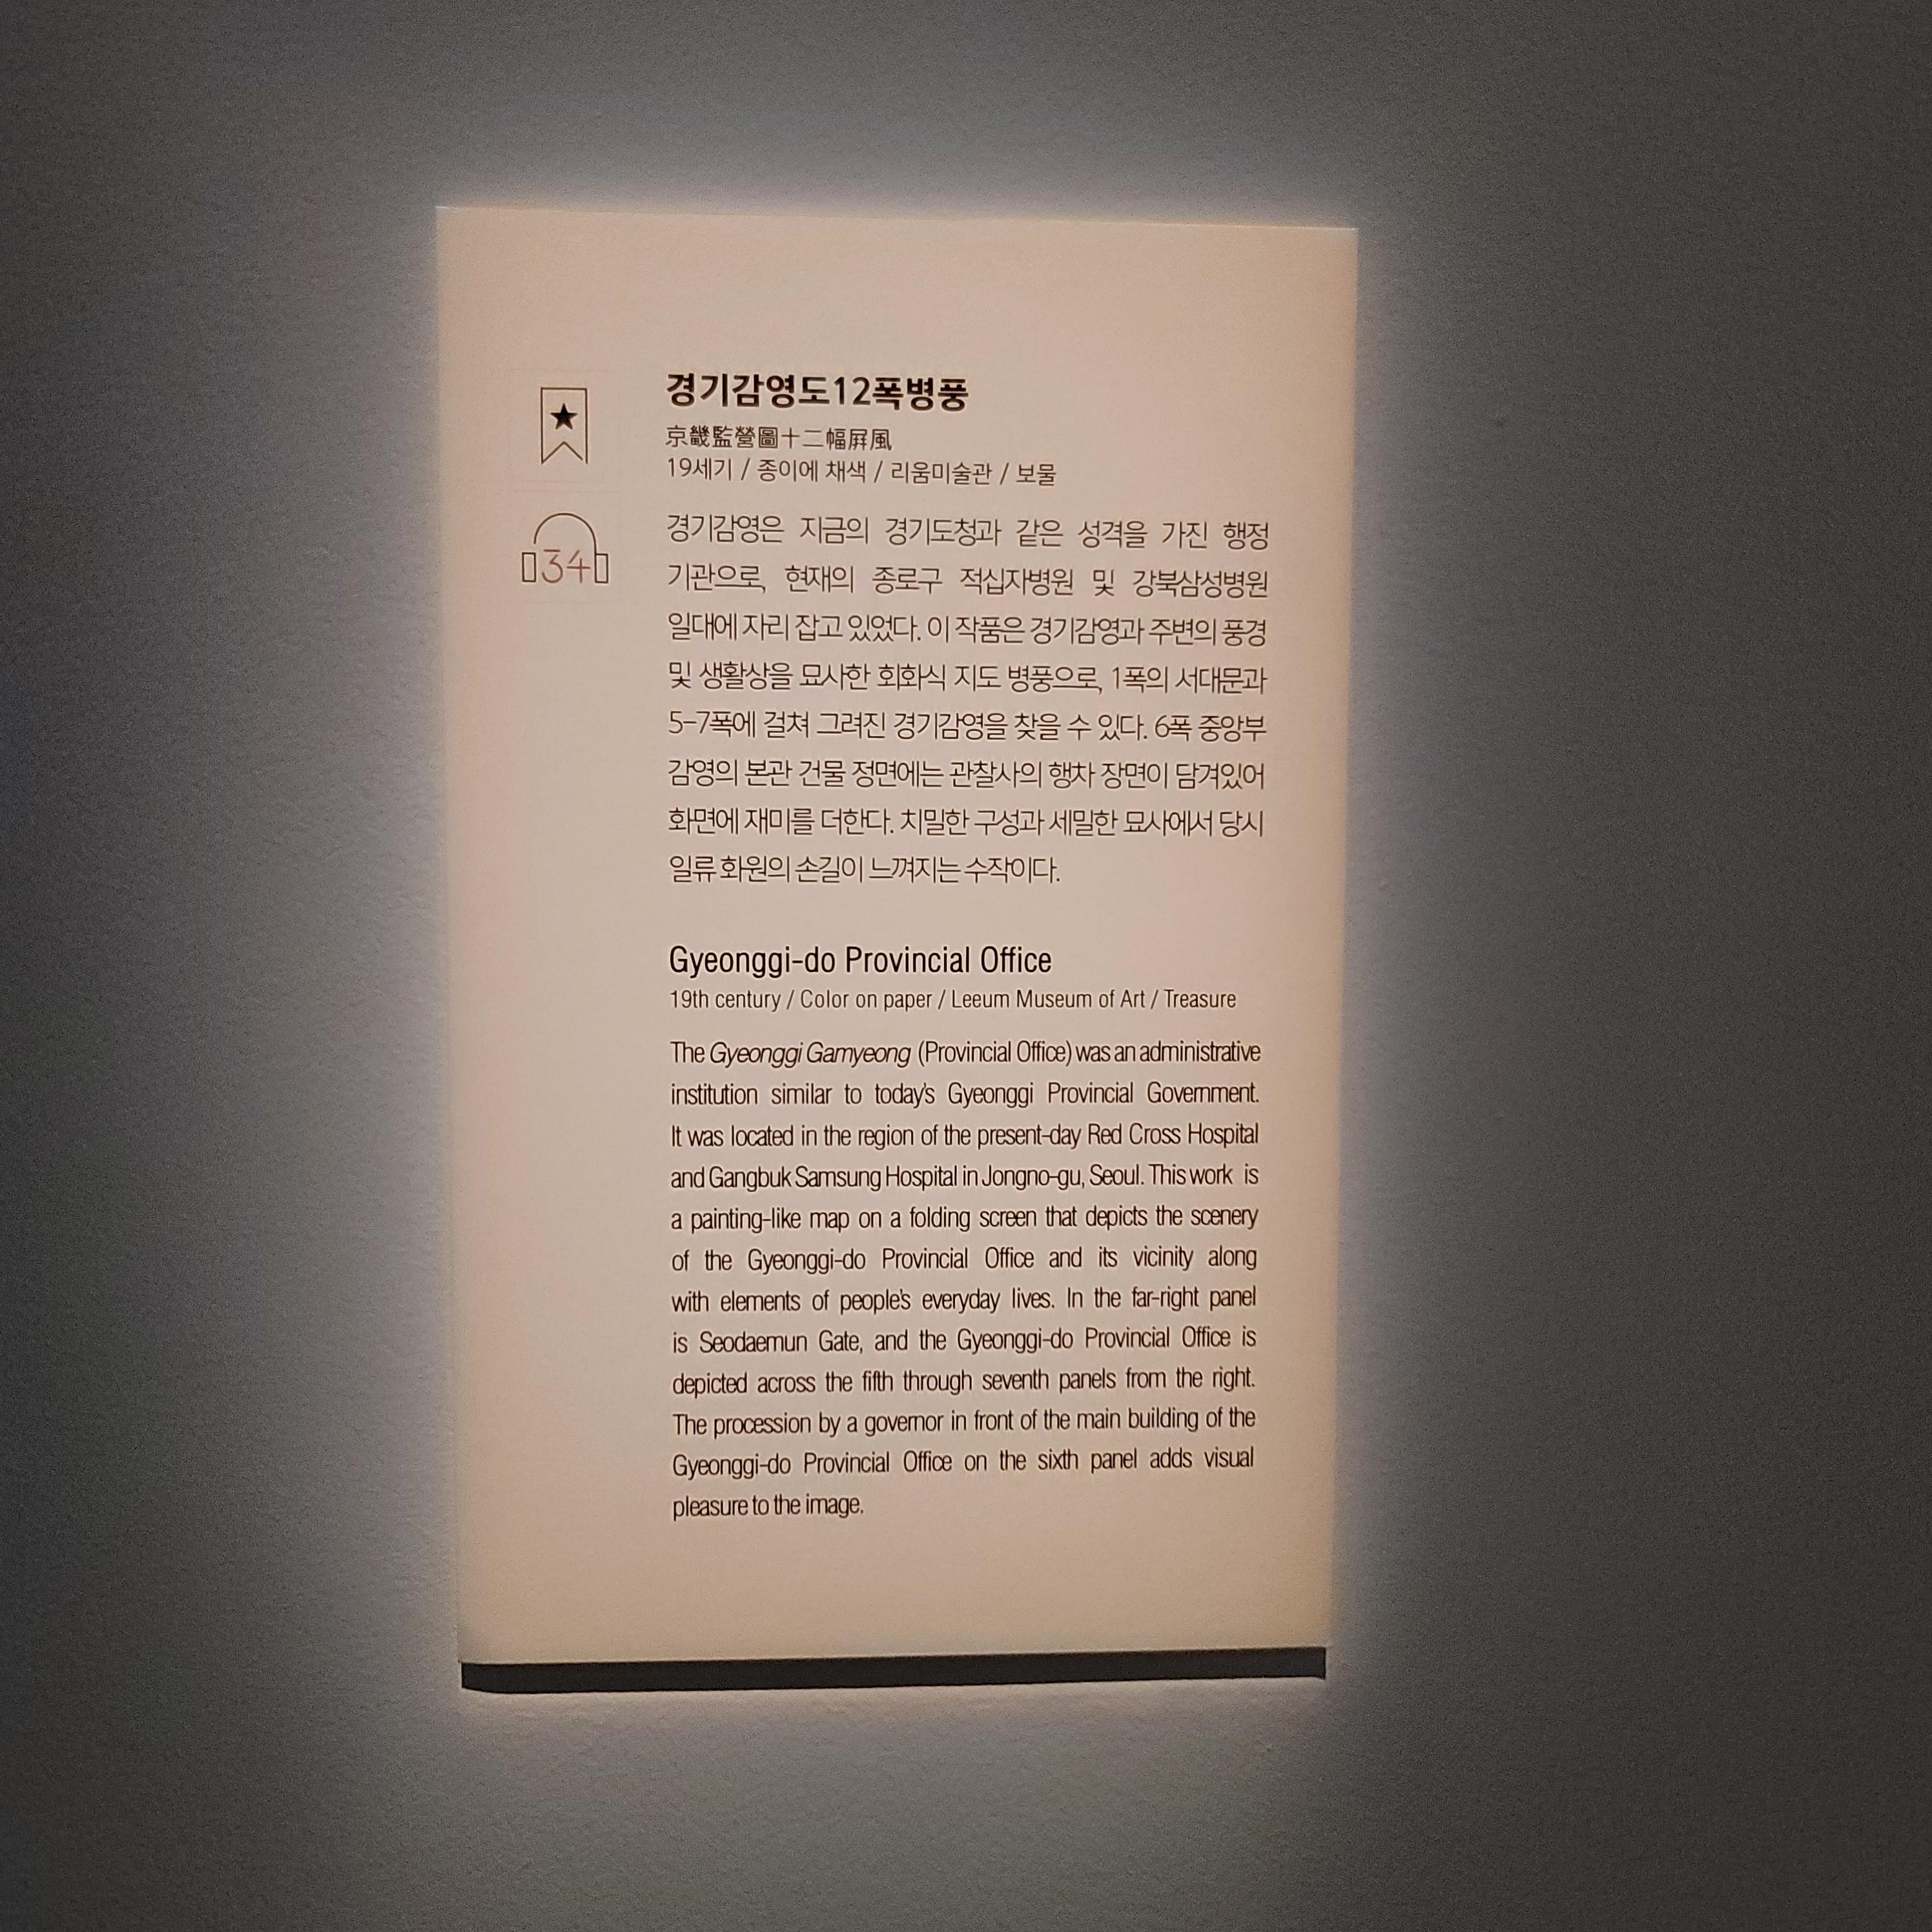 경기감영도12폭병풍
京畿監營圖十二幅屛風
19세기 / 종이에 채색 / 리움미술관 / 보물
34
경기감영은 지금의 경기도청과 같은 성격을 가진 행정
기관으로, 현재의 종로구 적십자병원 및 강북삼성병원
일대에 자리 잡고 있었다. 이 작품은 경기감영과 주변의 풍경
및 생활상을 묘사한 회화식 지도 병풍으로, 1폭의 서대문과
5-7폭에 걸쳐 그려진 경기감영을 찾을 수 있다. 6폭 중앙부
감영의 본관 건물 정면에는 관찰사의 행차 장면이 담겨있어
화면에 재미를 더한다. 치밀한 구성과 세밀한 묘사에서 당시
일류 화원의 손길이 느껴지는 수작이다.
Gyeonggi-do Provincial Office
19th century / Color on paper / Leeum Museum of Art / Treasure
The Gyeonggi Gamyeong (Provincial Office) was an administrative
institution similar to today's Gyeonggi Provincial Government.
It was located in the region of the present-day Red Cross Hospital
and Gangbuk Samsung Hospital in Jongno-gu, Seoul. This work is
a painting-like map on a folding screen that depicts the scenery
of the Gyeonggi-do Provincial Office and its vicinity along
with elements of people's everyday lives. In the far-right panel
is Seodaemun Gate, and the Gyeonggi-do Provincial Office is
depicted across the fifth through seventh panels from the right.
The procession by a governor in front of the main building of the
Gyeonggi-do Provincial Office on the sixth panel adds visual
pleasure to the image.